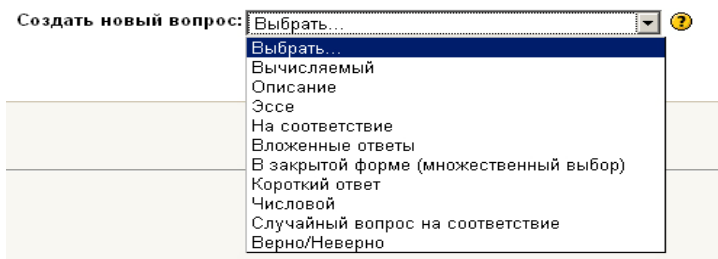 Создать новый вопрос: Выбрать... ?
Выбрать...
Вычисляемый
Описание
Эссе
На соответствие
Вложенные ответы
В закрытой форме (множественный выбор)
Короткий ответ
Числовой
Случайный вопрос на соответствие
Верно/Неверно